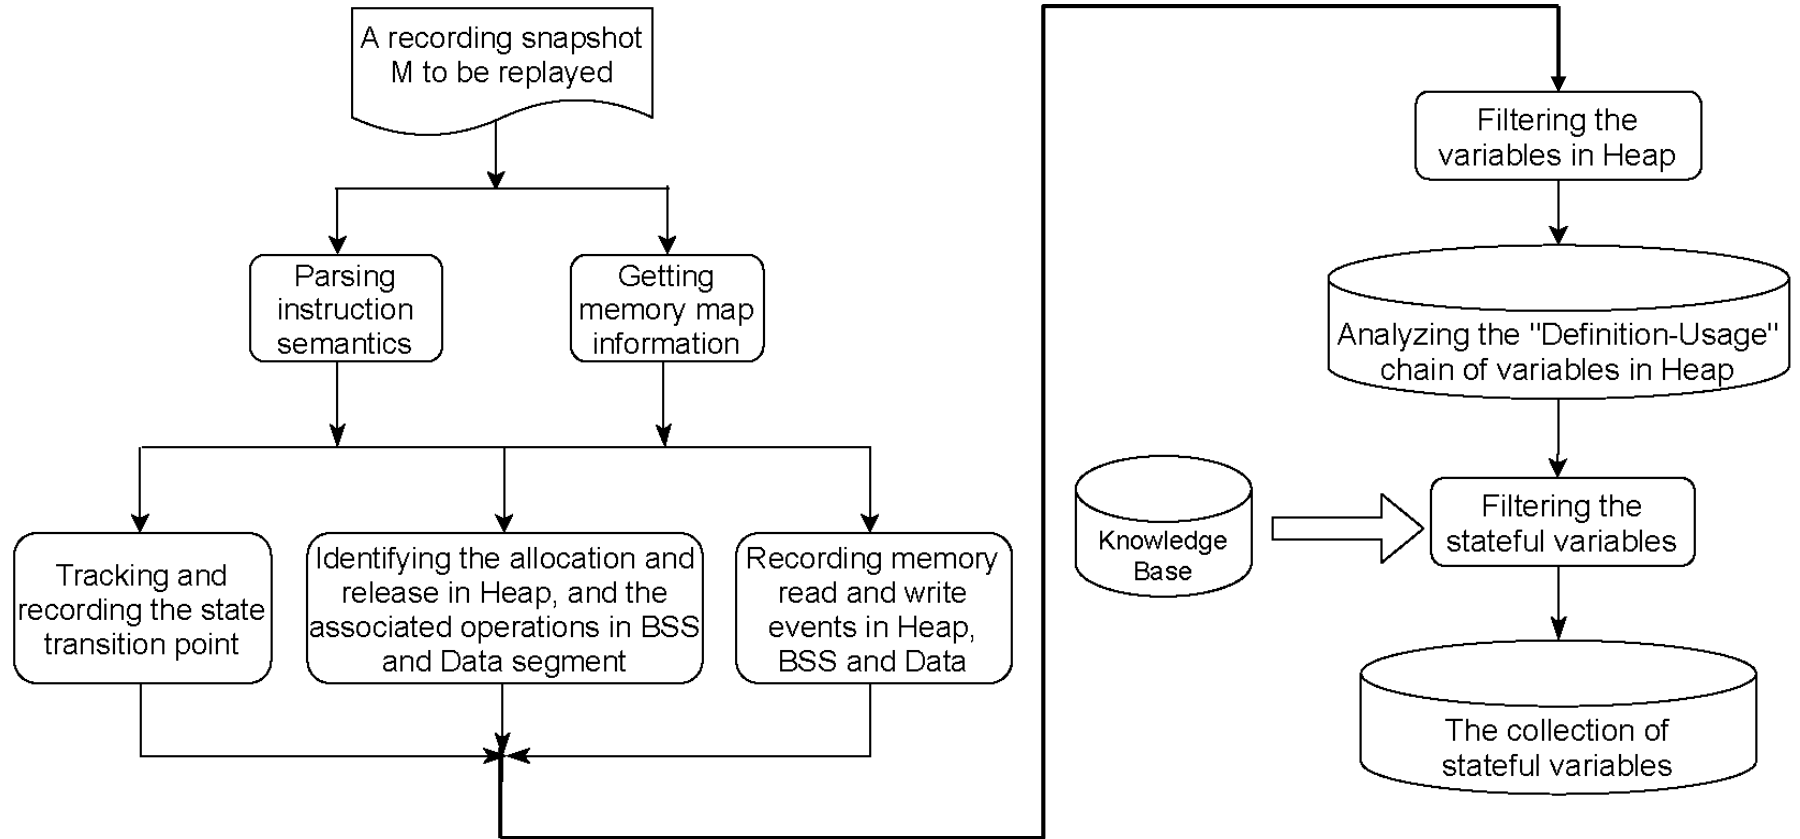 A recording snapshot
M to be replayed
Parsing
instruction
semantics
Getting
memory map
information
Tracking and
recording the state
transition point
Identifying the allocation and
release in Heap, and the
associated operations in BSS
and Data segment
Recording memory
read and write
events in Heap,
BSS and Data
Filtering the
variables in Heap
Analyzing the "Definition-Usage"
chain of variables in Heap
Knowledge
Base
Filtering the
stateful variables
The collection of
stateful variables